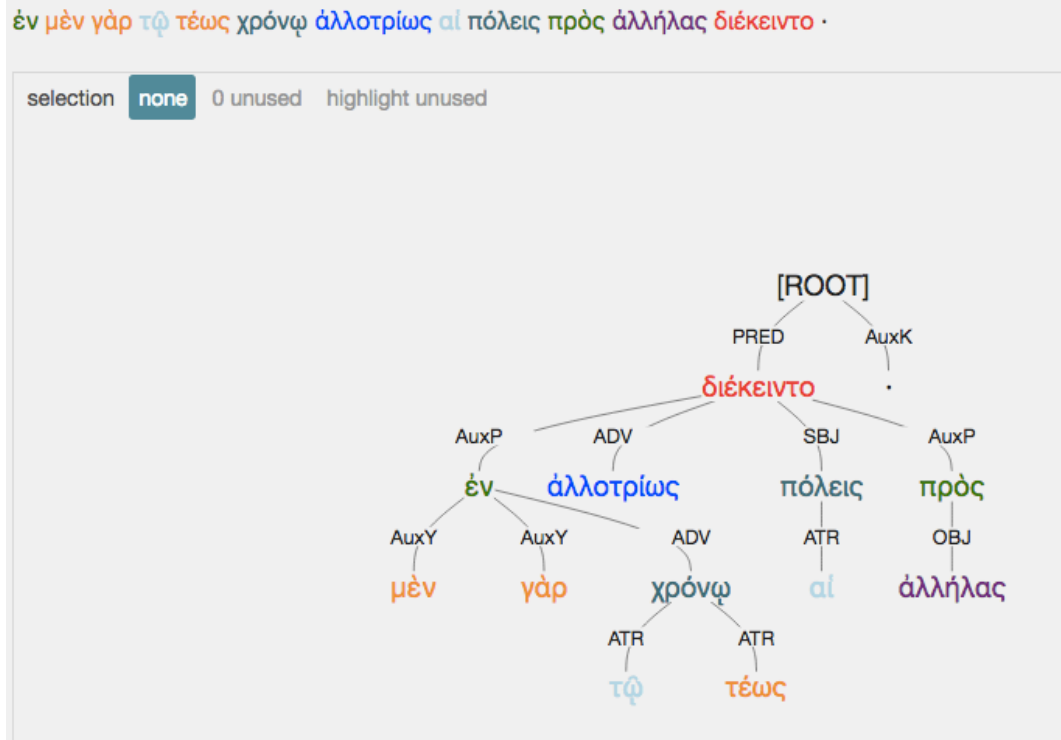 ἐν μὲν γὰρ τῷ τέως χρόνῳ ἀλλοτρίως αἱ πόλεις πρὸς ἀλλήλας διέκειντο ·
selection none 0 unused highlight unused
[ROOT]
PRED AuxK
διέκειντο ·
AuxP ADV SBJ AuxP
ἐν ἀλλοτρίως πόλεις πρὸς
AuxY AuxY ADV ATR OBJ
μὲν γὰρ χρόνῳ αἱ ἀλλήλας
ATR ATR
τῷ τέως